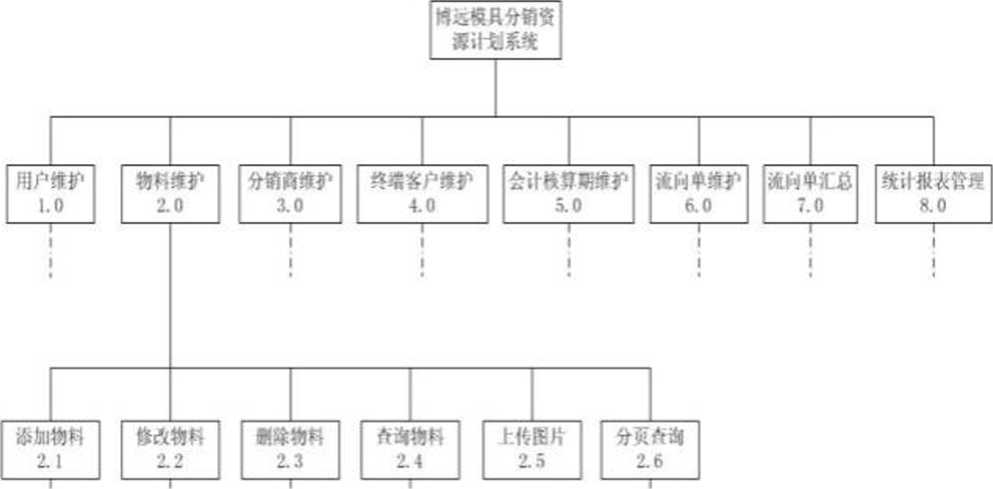 博远模具分销资
源计划系统
用户维护
1.0
物料维护
2.0
分销商维护
3.0
终端客户维护
4.0
会计核算期维护
5.0
流向单维护
6.0
流向单汇总
7.0
统计报表管理
8.0
添加物料
2.1
修改物料
2.2
删除物料
2.3
查询物料
2.4
上传图片
2.5
分页查询
2.6